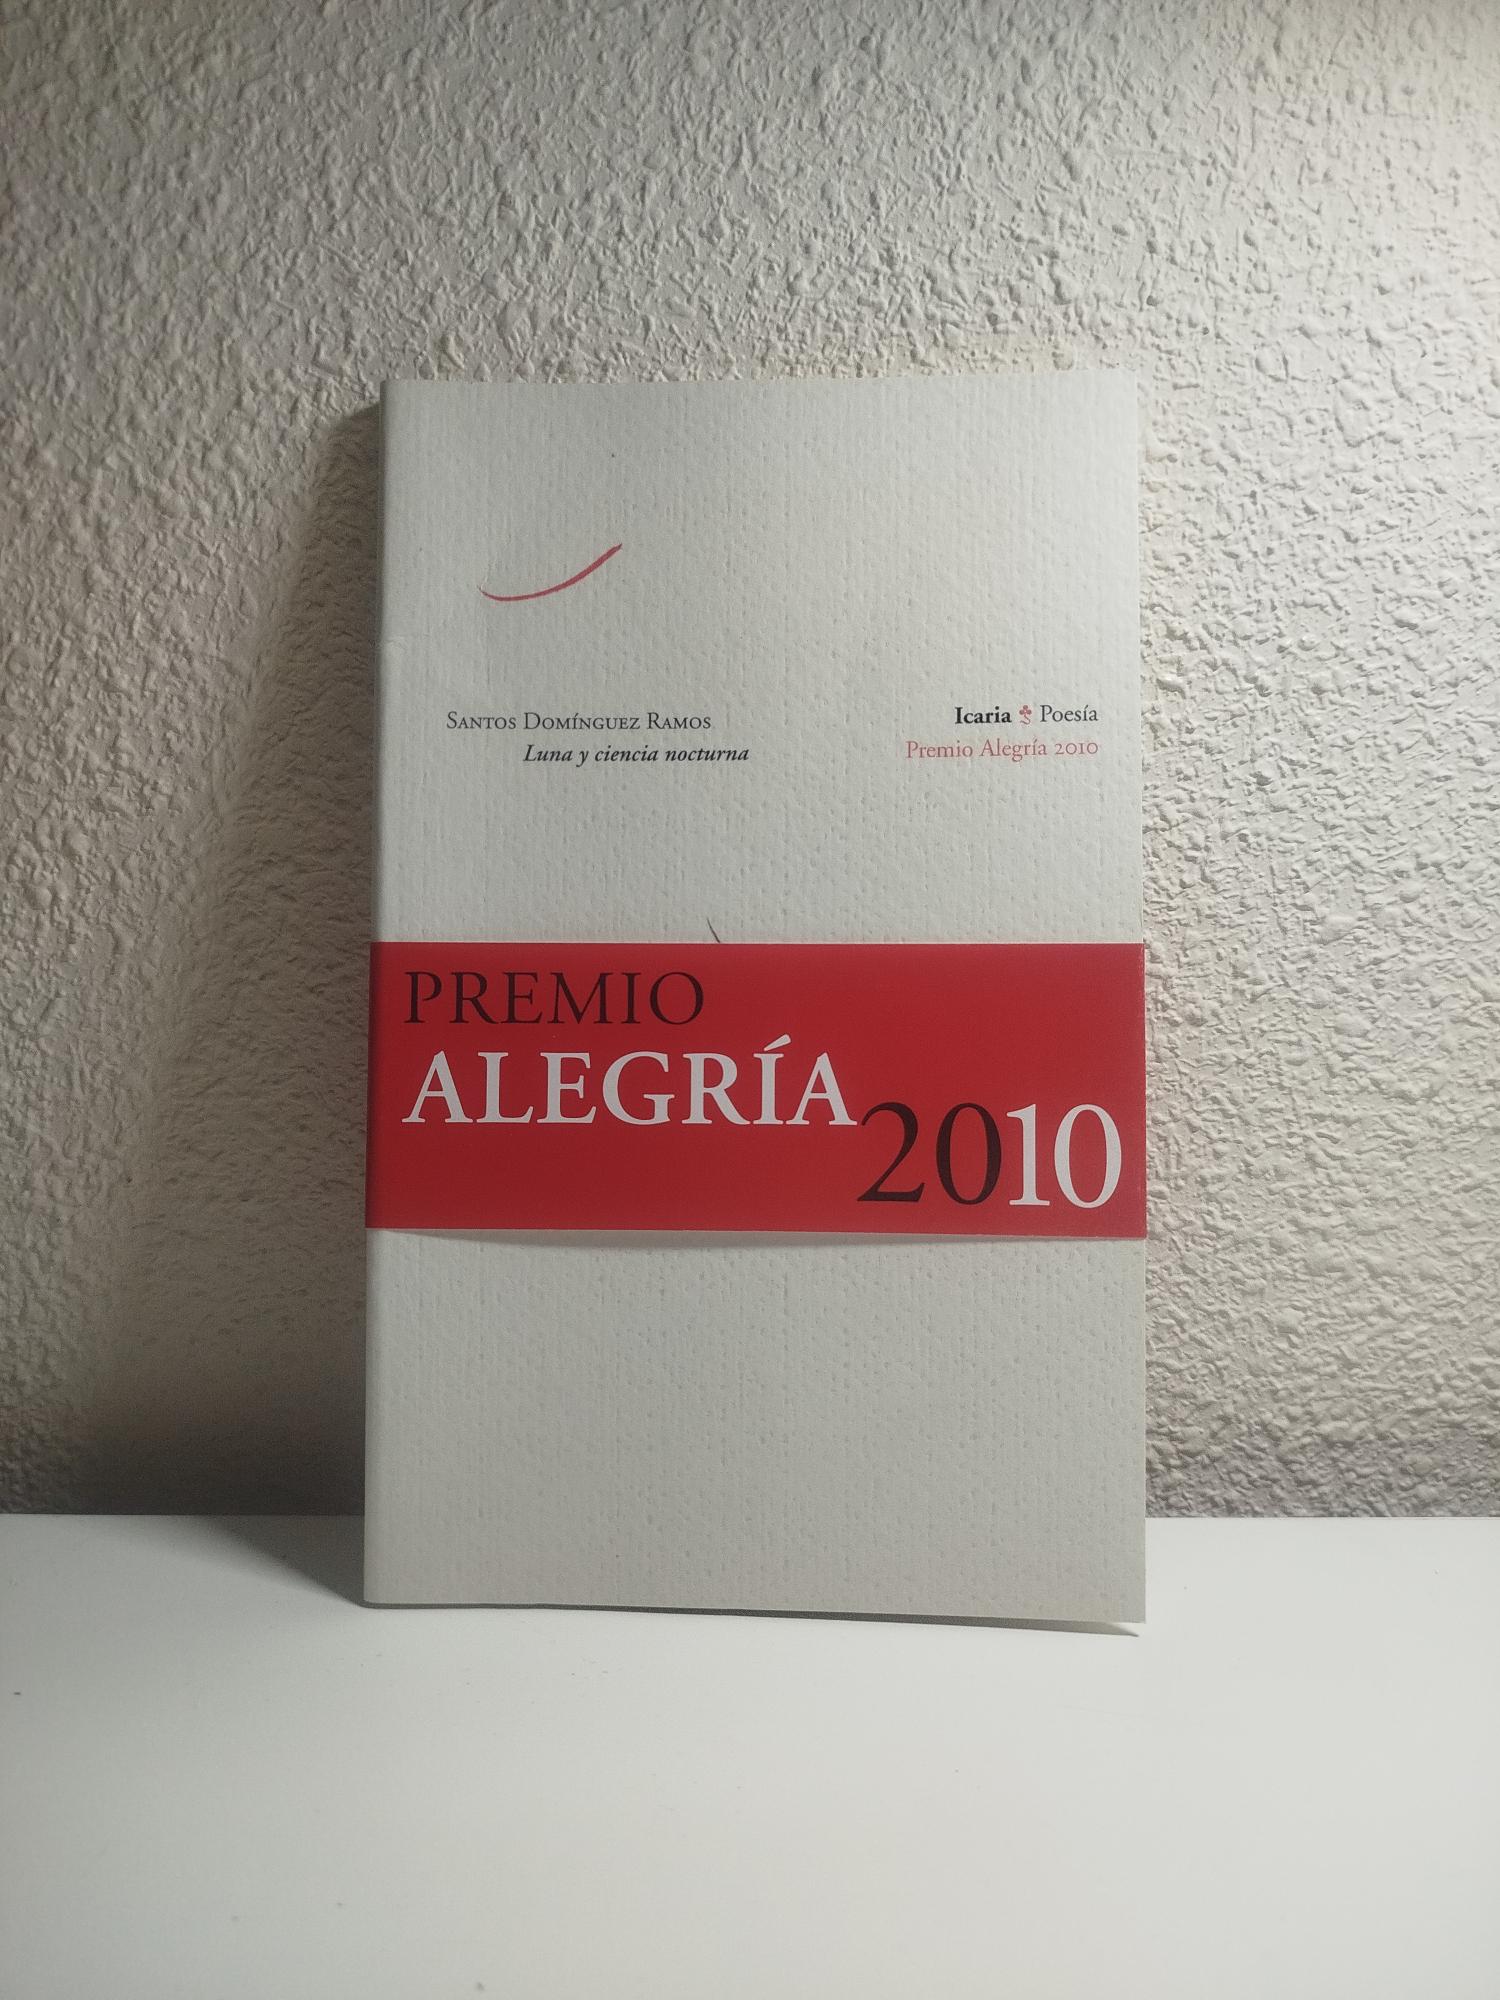 Santos Domínguez Ramos
Luna y ciencia nocturna
Icaria Poesía
Premio Alegría 2010
PREMIO
ALEGRÍA
2010